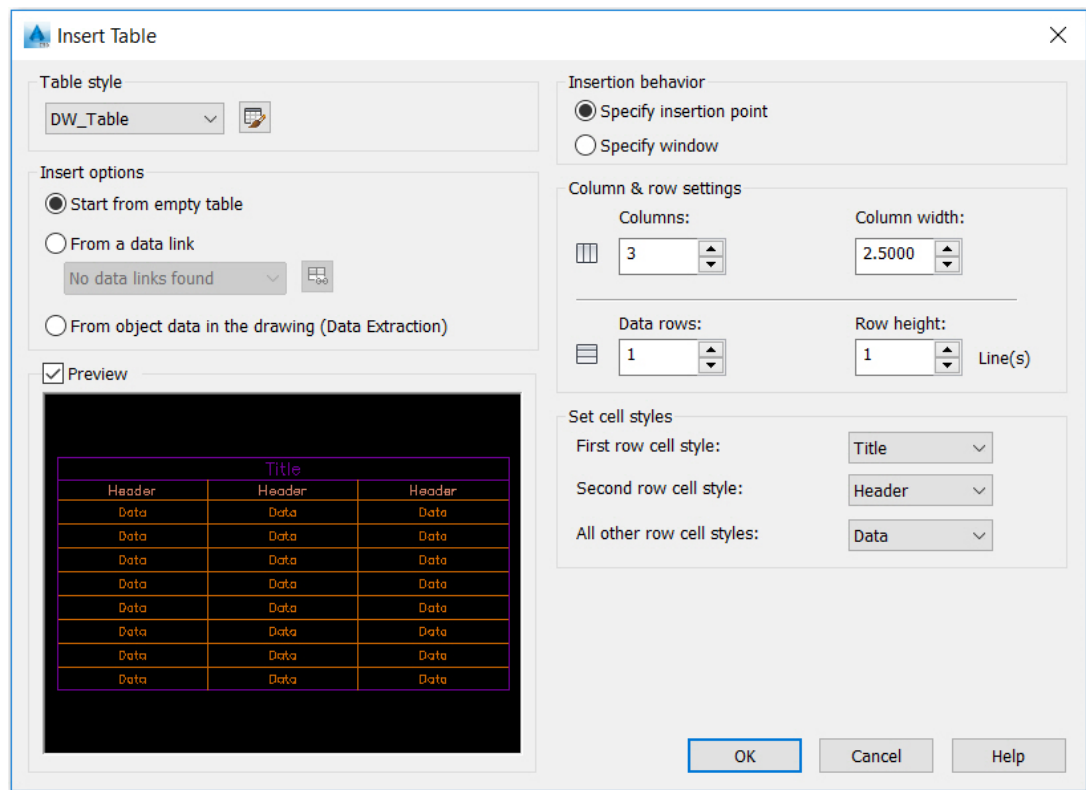 Insert Table
Table style
DW_Table
Insert options
Start from empty table
From a data link
No data links found
From object data in the drawing (Data Extraction)
Preview
Title
Header Header Header
Data Data Data
Data Data Data
Data Data Data
Data Data Data
Data Data Data
Data Data Data
Data Data Data
Data Data Data
Insertion behavior
Specify insertion point
Specify window
Column & row settings
Columns: Column width:
3 2.5000
Data rows: Row height:
1 1 Line(s)
Set cell styles
First row cell style: Title
Second row cell style: Header
All other row cell styles: Data
OK Cancel Help